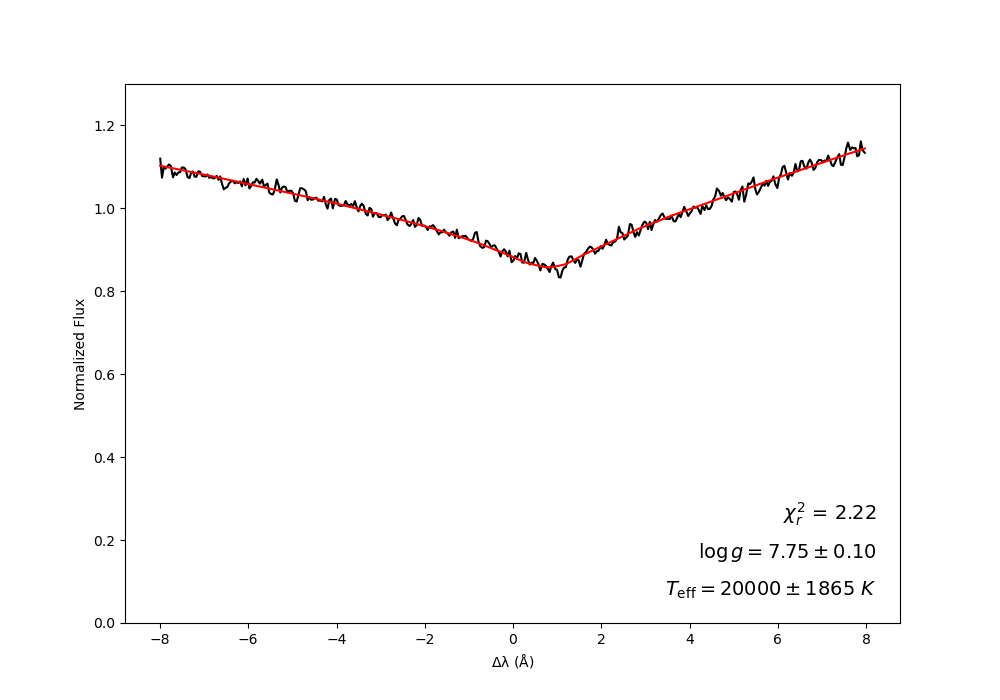 1.2
1.0
0.8
0.6
0.4
0.2
0.0
Normalized Flux
χ²ᵣ = 2.22
log g = 7.75 ± 0.10
T_eff = 20000 ± 1865 K
−8 −6 −4 −2 0 2 4 6 8
Δλ (Å)